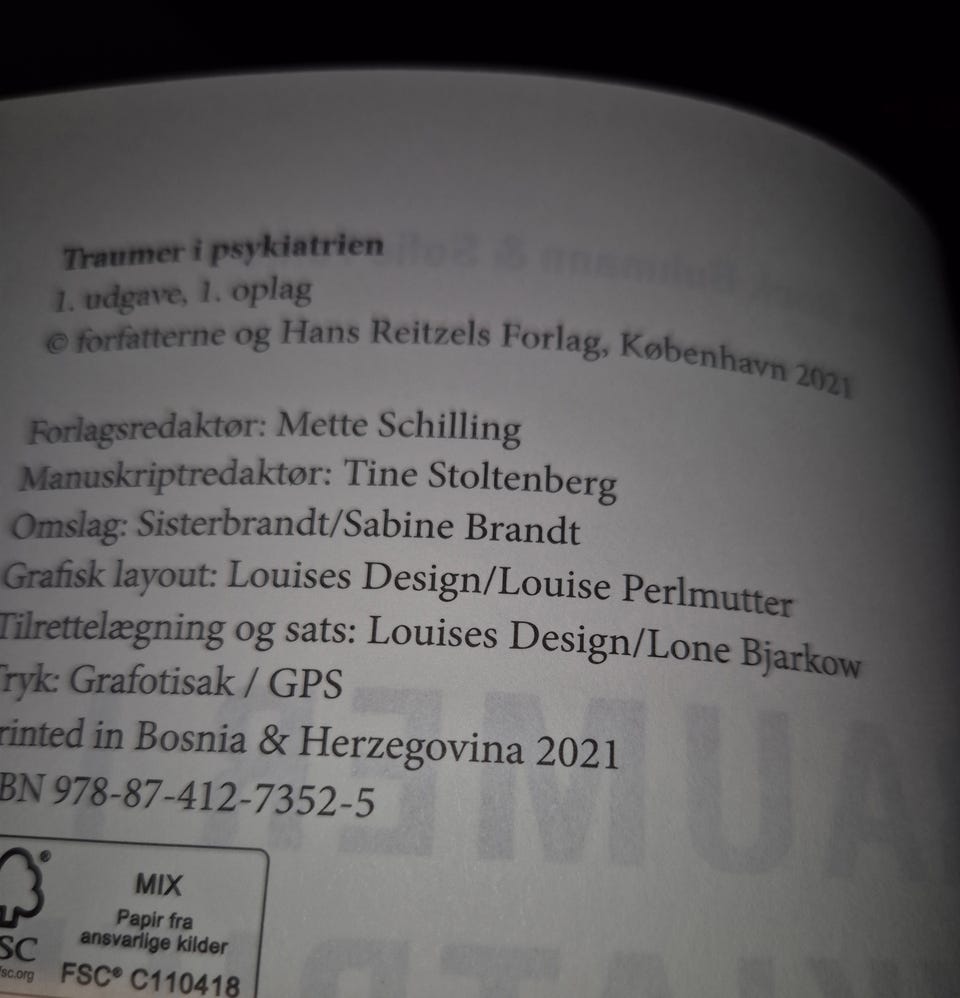 Traumer i psykiatrien
1. udgave, 1. oplag
© forfatterne og Hans Reitzels Forlag, København 2021
Forlagsredaktør: Mette Schilling
Manuskriptredaktør: Tine Stoltenberg
Omslag: Sisterbrandt/Sabine Brandt
Grafisk layout: Louises Design/Louise Perlmutter
Tilrettelægning og sats: Louises Design/Lone Bjarkow
ryk: Grafotisak / GPS
rinted in Bosnia & Herzegovina 2021
BN 978-87-412-7352-5
®
MIX
Papir fra
ansvarlige kilder
SC
sc.org
FSC® C110418